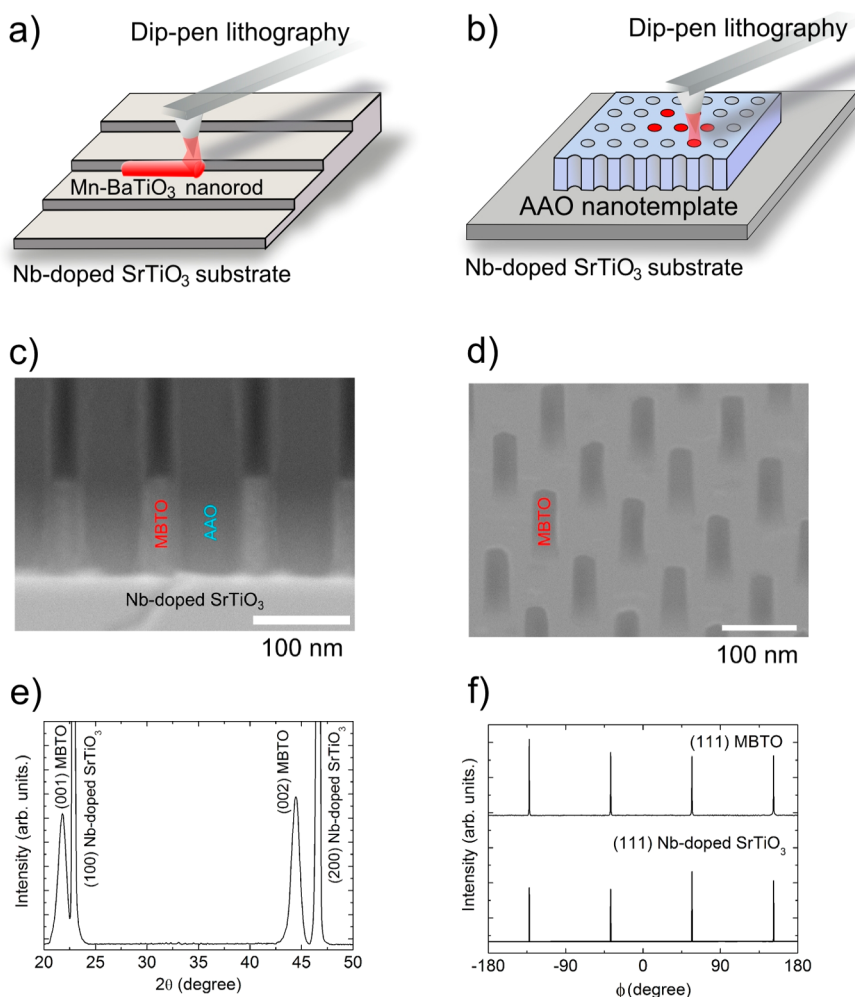 a)
Dip-pen lithography
Mn-BaTiO₃ nanorod
Nb-doped SrTiO₃ substrate
b)
Dip-pen lithography
AAO nanotemplate
Nb-doped SrTiO₃ substrate
c)
MBTO
AAO
Nb-doped SrTiO₃
100 nm
d)
MBTO
100 nm
e)
Intensity (arb. units.)
(001) MBTO
(100) Nb-doped SrTiO₃
(002) MBTO
(200) Nb-doped SrTiO₃
20 25 30 35 40 45 50
2θ (degree)
f)
Intensity (arb. units.)
(111) MBTO
(111) Nb-doped SrTiO₃
-180 -90 0 90 180
ϕ (degree)